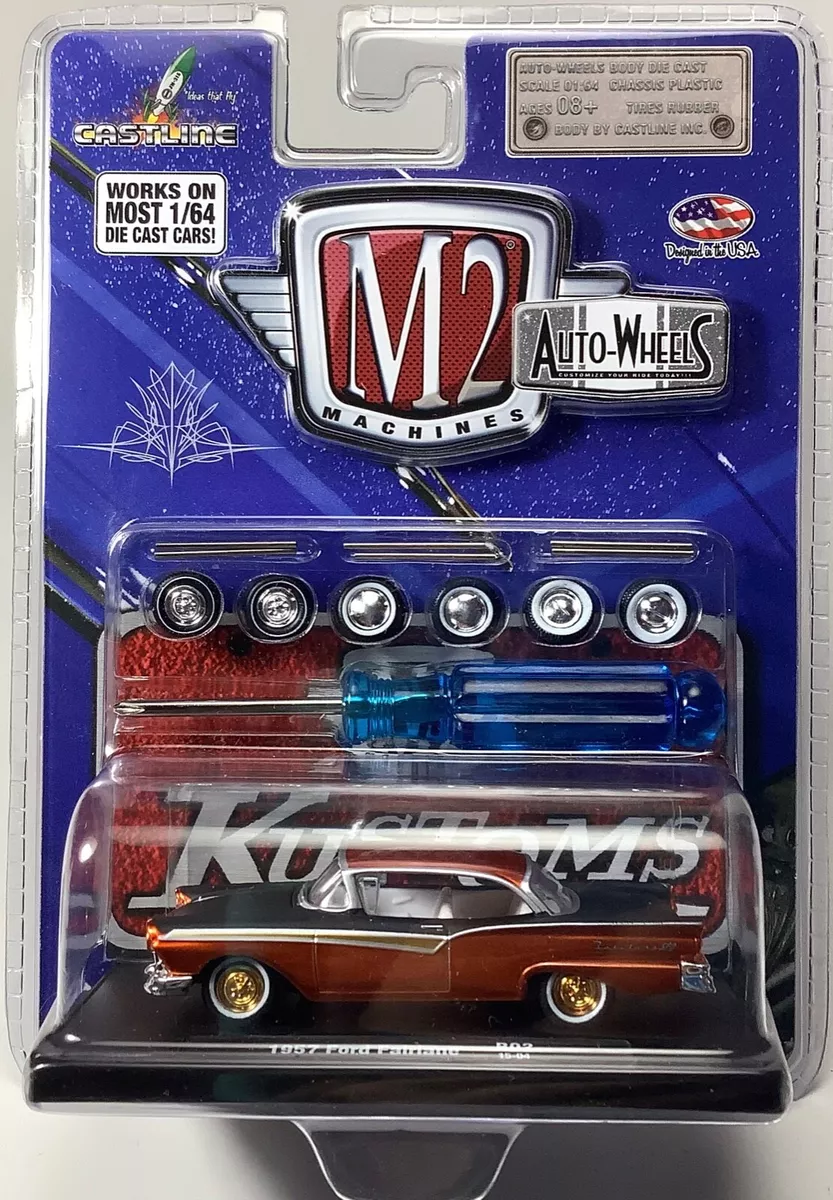 "Ideas that fly"
CASTLINE
AUTO-WHEELS BODY DIE CAST
SCALE 01:64 CHASSIS PLASTIC
AGES 08+ TIRES RUBBER
BODY BY CASTLINE INC.
WORKS ON
MOST 1/64
DIE CAST CARS!
Designed in the USA.
M2®
MACHINES
AUTO-WHEELS
CUSTOMIZE YOUR RIDE TODAY!!!
KUSTOMS
1957 Ford Fairlane R03
15-04